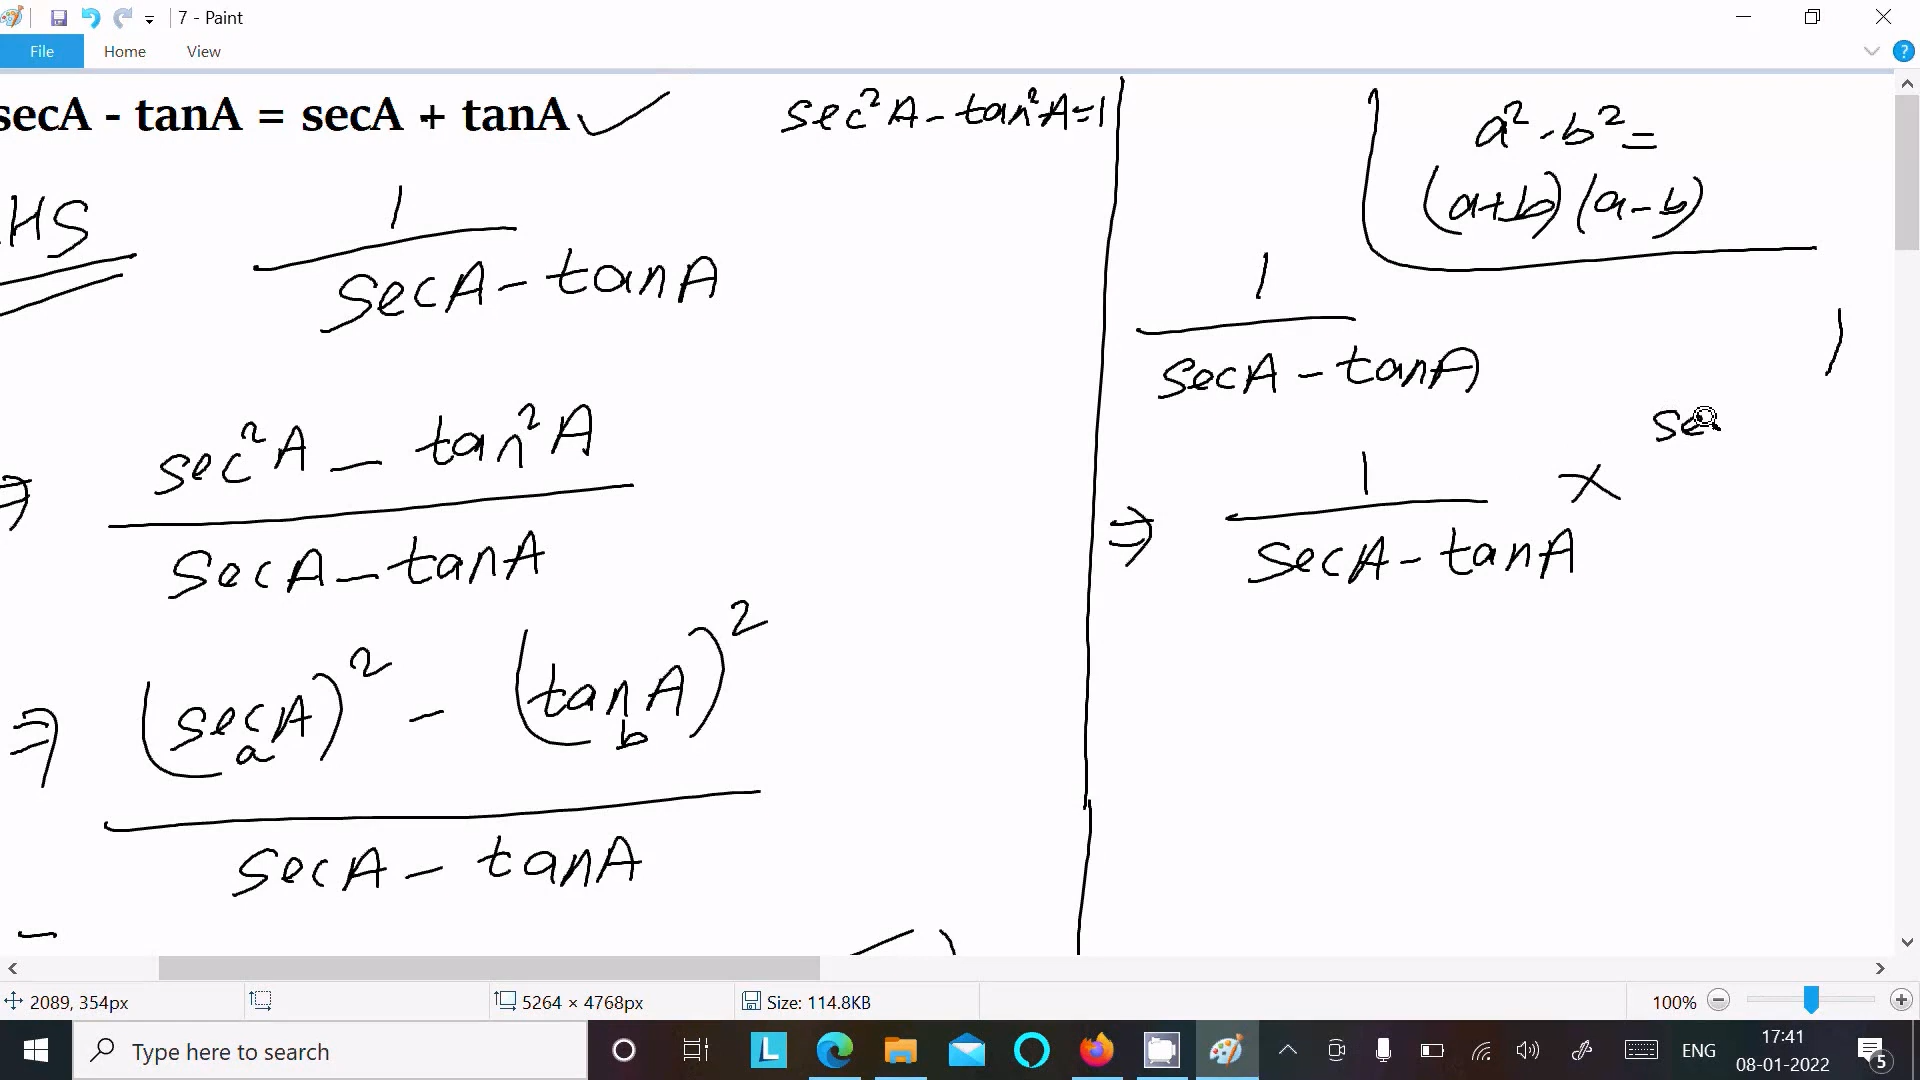 7 - Paint
File Home View
secA - tanA = secA + tanA
sec²A - tan²A = 1
HS
1
secA - tanA
⇒ sec²A - tan²A
secA - tanA
⇒ (secA)² - (tanA)²
a b
secA - tanA
a² - b² =
(a+b)(a-b)
1
secA - tanA
1
⇒ 1 ×
secA - tanA
2089, 354px
5264 × 4768px
Size: 114.8KB
100%
Type here to search
L
ENG
17:41
08-01-2022
5